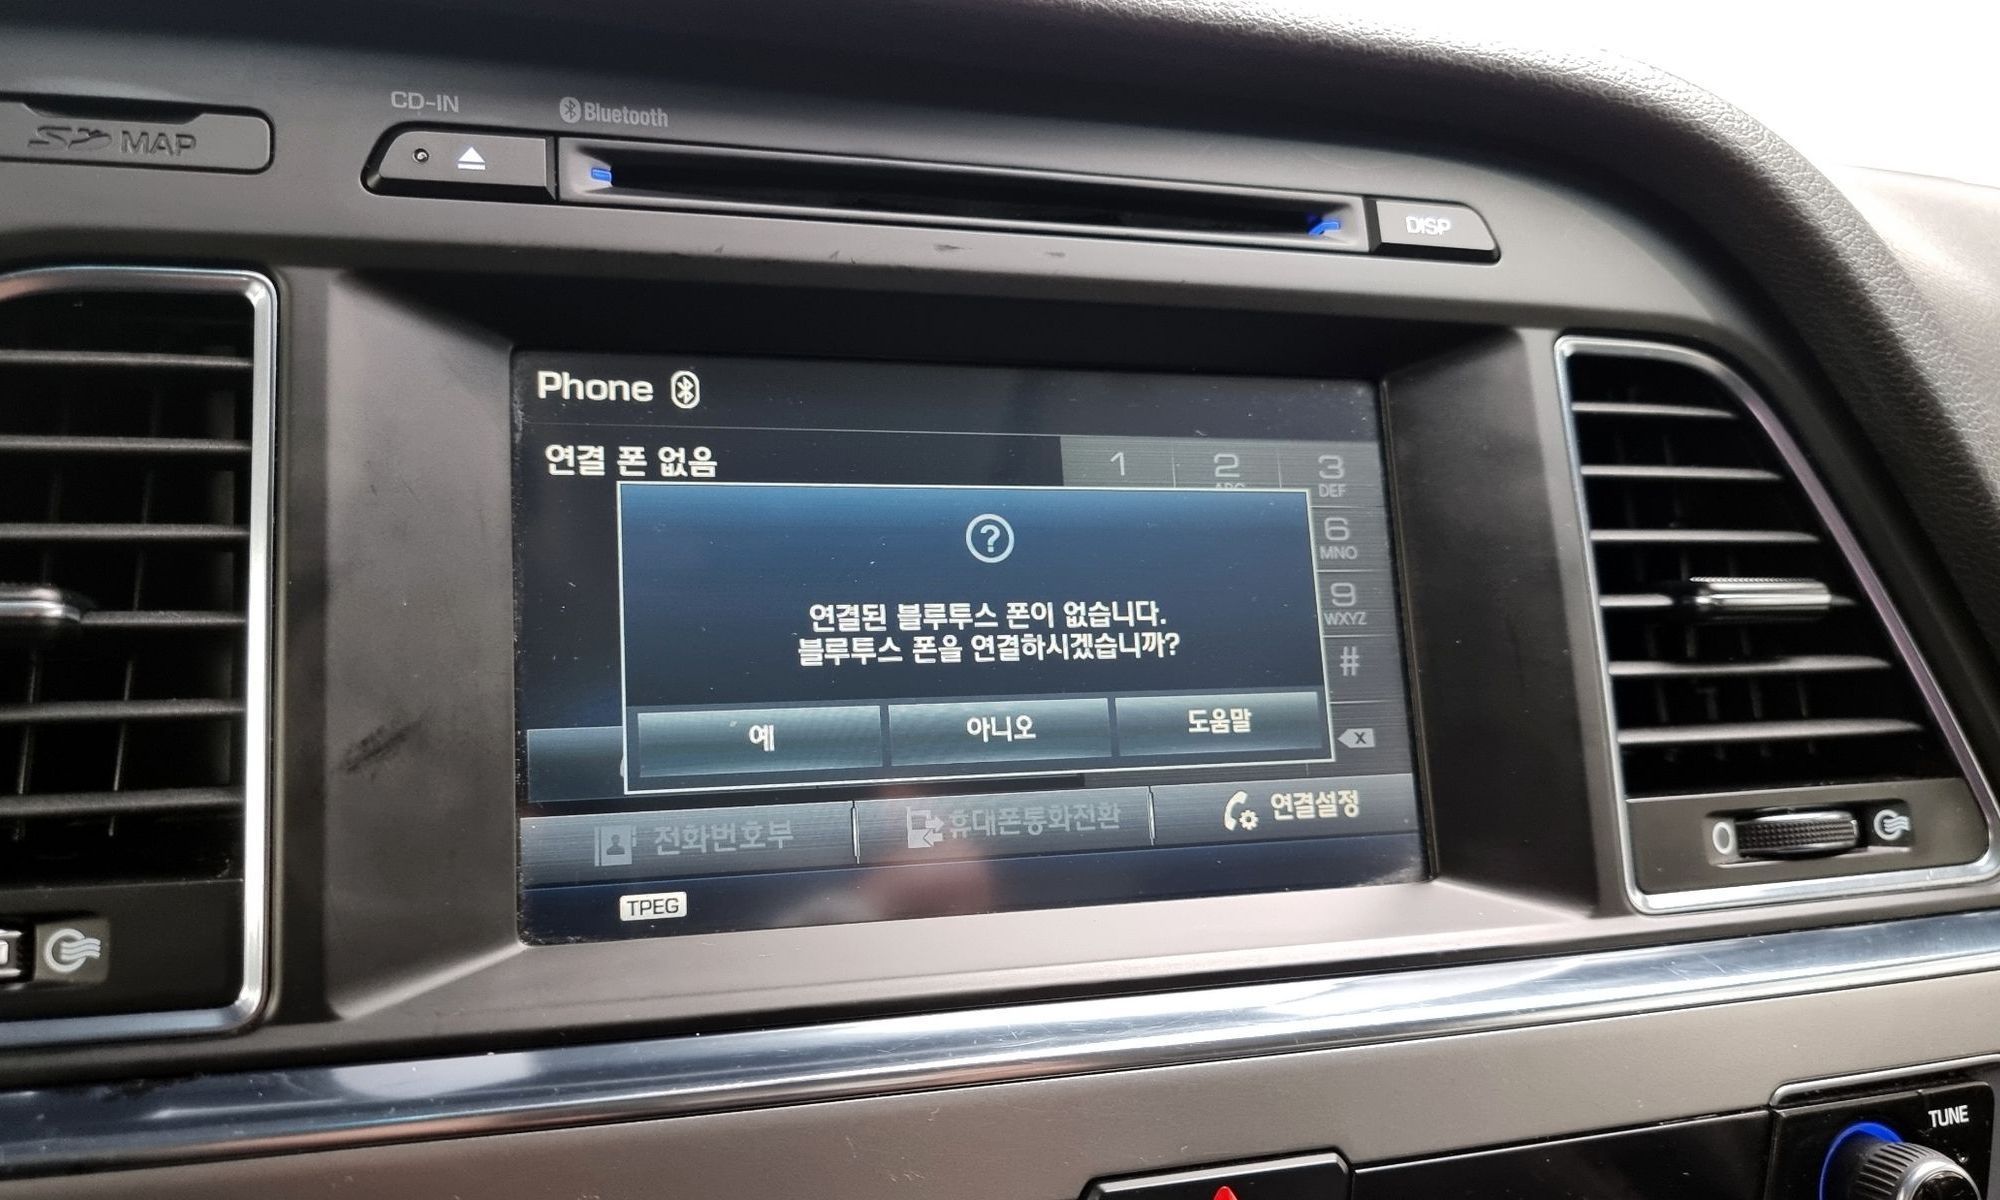 CD-IN
Bluetooth
SD MAP
DISP
Phone
연결 폰 없음
1
2
3
DEF
6
MNO
9
WXYZ
#
연결된 블루투스 폰이 없습니다.
블루투스 폰을 연결하시겠습니까?
예
아니오
도움말
X
전화번호부
휴대폰통화전환
연결설정
TPEG
TUNE